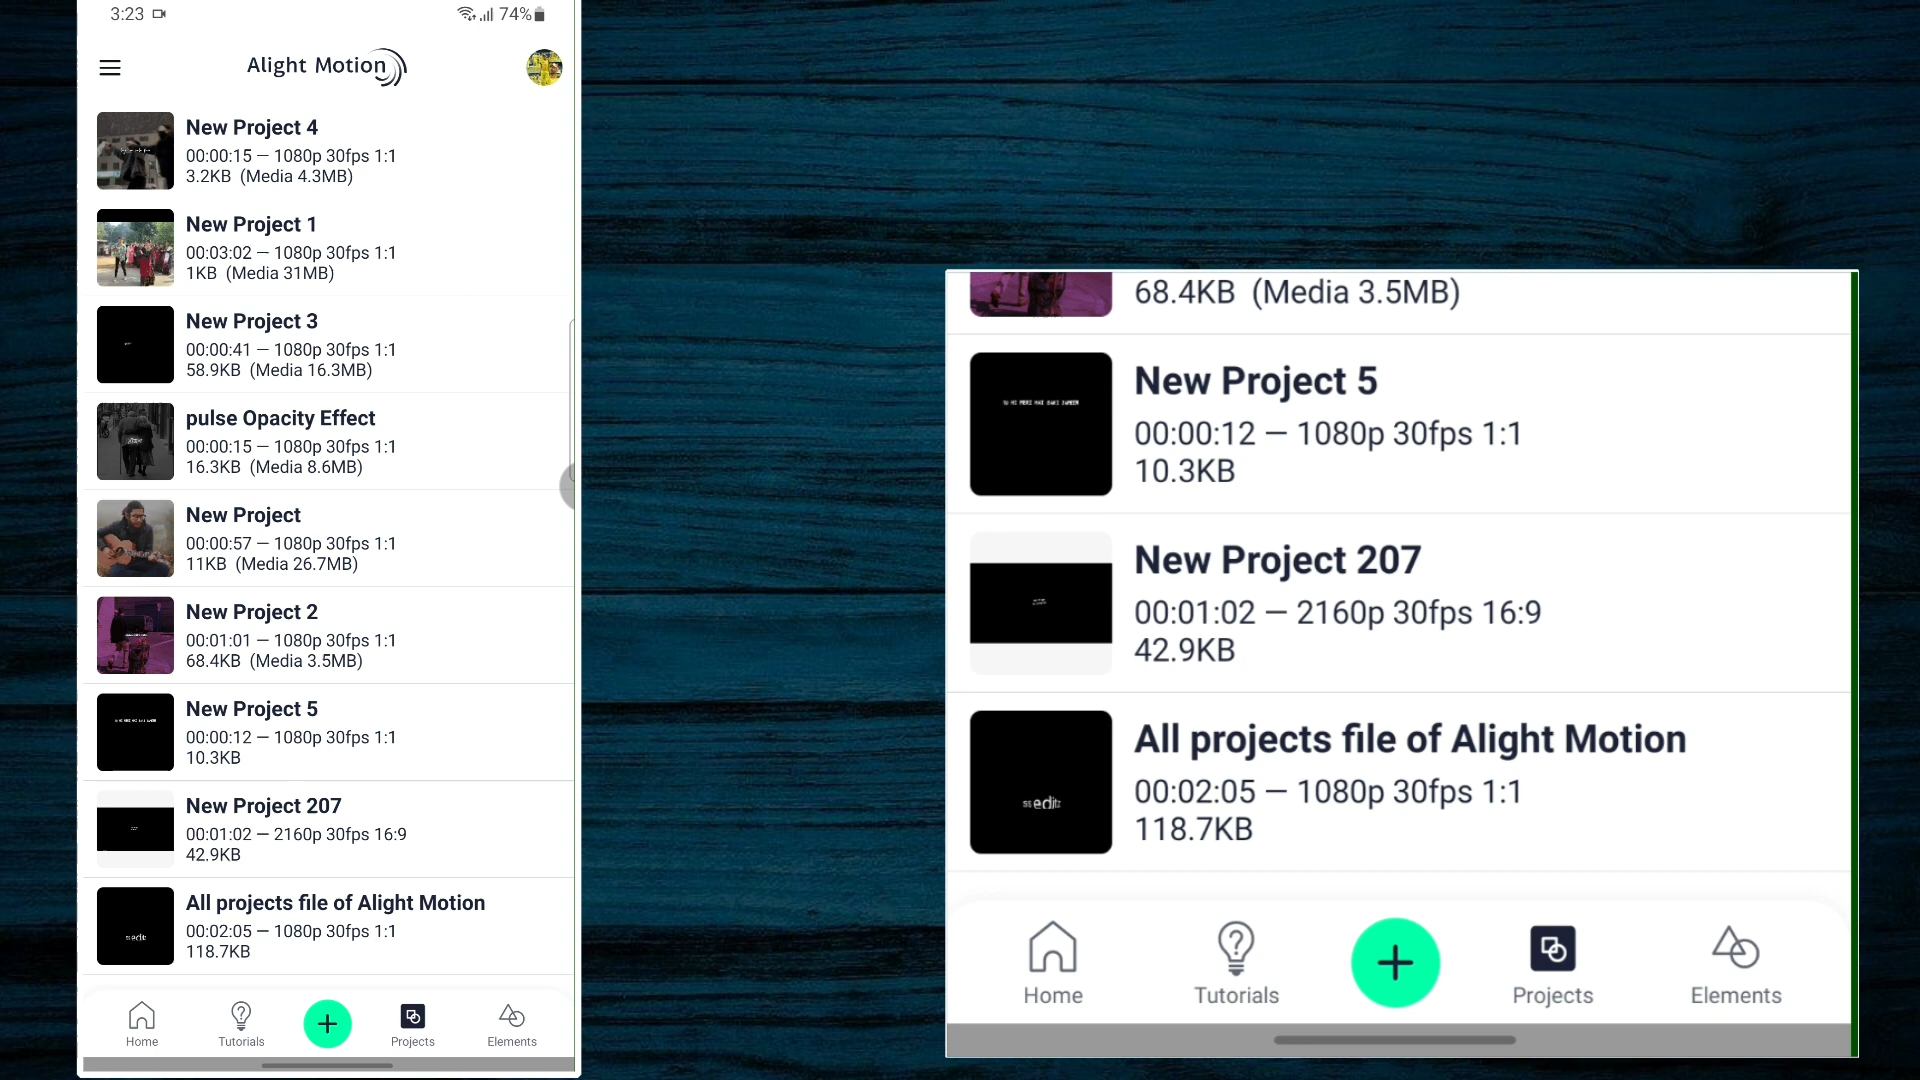 3:23
74%
Alight Motion
New Project 4
00:00:15 — 1080p 30fps 1:1
3.2KB (Media 4.3MB)
New Project 1
00:03:02 — 1080p 30fps 1:1
1KB (Media 31MB)
New Project 3
00:00:41 — 1080p 30fps 1:1
58.9KB (Media 16.3MB)
pulse Opacity Effect
00:00:15 — 1080p 30fps 1:1
16.3KB (Media 8.6MB)
New Project
00:00:57 — 1080p 30fps 1:1
11KB (Media 26.7MB)
New Project 2
00:01:01 — 1080p 30fps 1:1
68.4KB (Media 3.5MB)
New Project 5
00:00:12 — 1080p 30fps 1:1
10.3KB
New Project 207
00:01:02 — 2160p 30fps 16:9
42.9KB
All projects file of Alight Motion
00:02:05 — 1080p 30fps 1:1
118.7KB
Home
Tutorials
Projects
Elements
68.4KB (Media 3.5MB)
New Project 5
00:00:12 — 1080p 30fps 1:1
10.3KB
TU HI MERI HAI SARI ZAMEEN
New Project 207
00:01:02 — 2160p 30fps 16:9
42.9KB
All projects file of Alight Motion
00:02:05 — 1080p 30fps 1:1
118.7KB
ss editz
Home
Tutorials
Projects
Elements